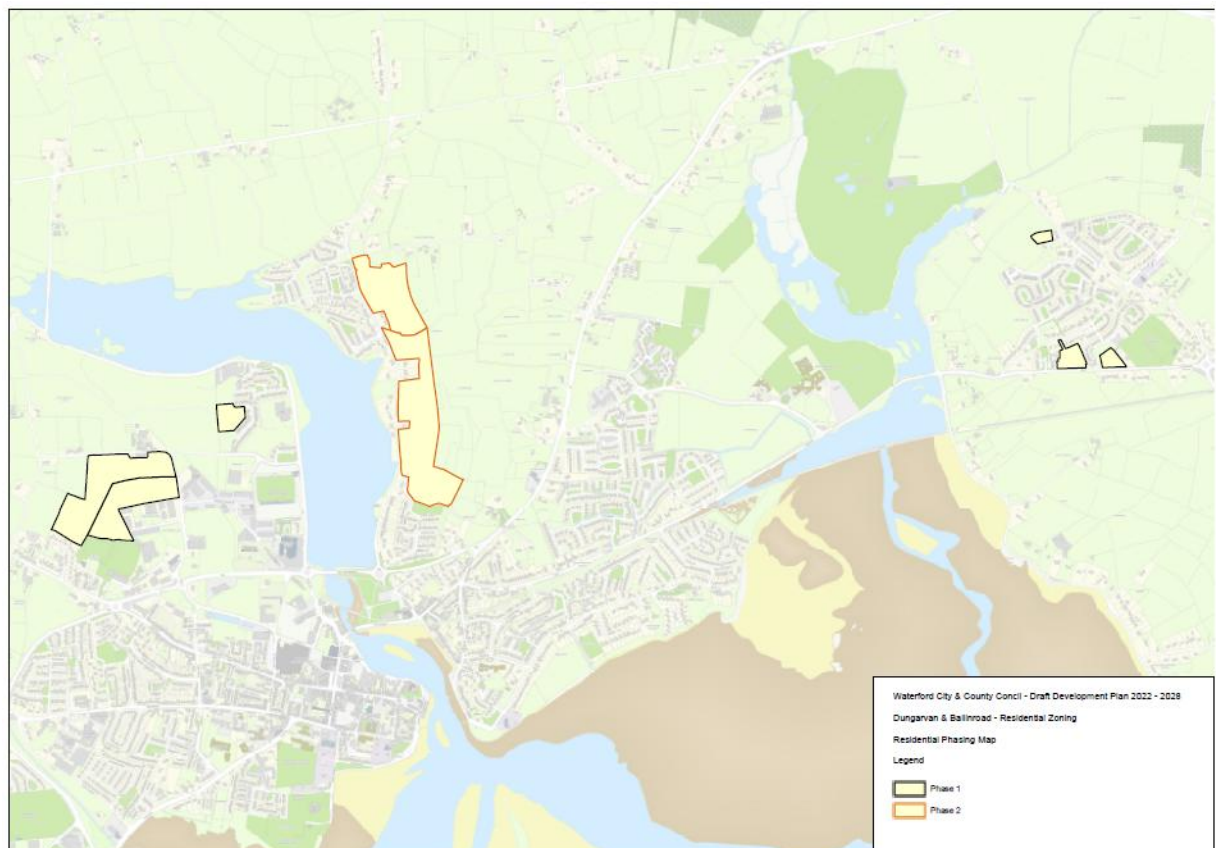 Waterford City & County Concil - Draft Development Plan 2022 - 2028
Dungarvan & Ballinroad - Residential Zoning
Residential Phasing Map
Legend
Phase 1
Phase 2